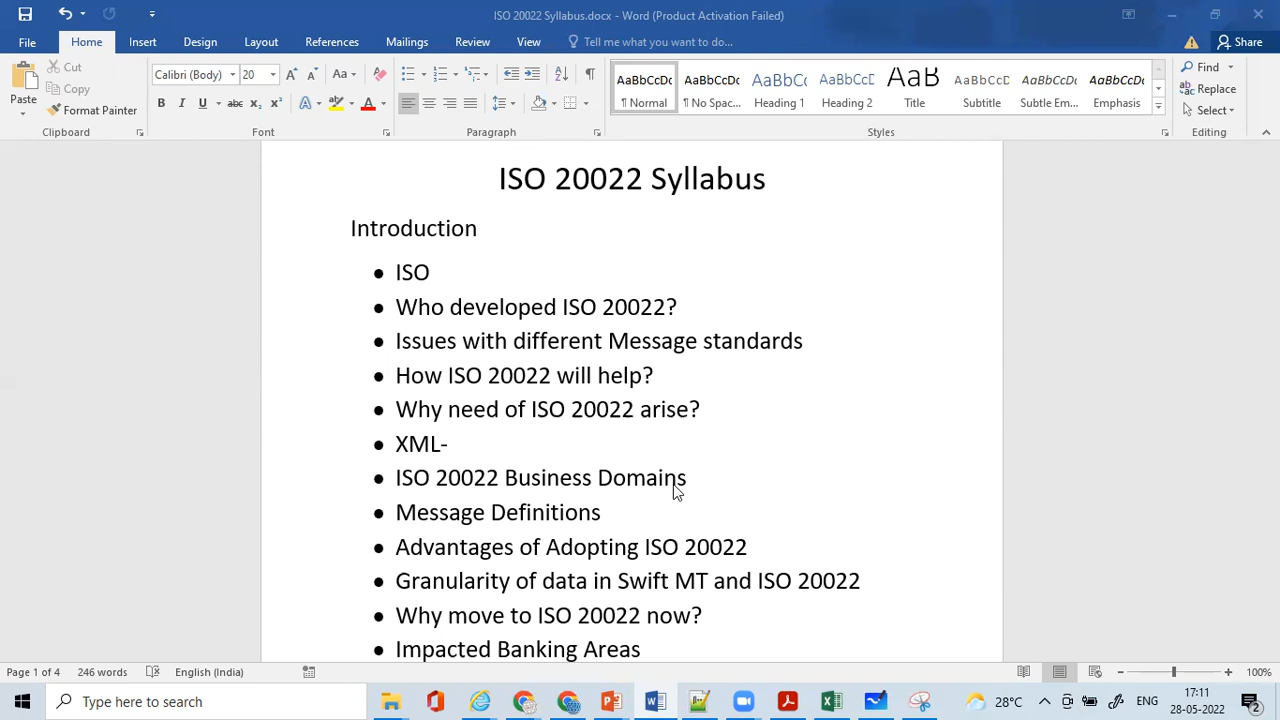 ISO 20022 Syllabus.docx - Word (Product Activation Failed)
File Home Insert Design Layout References Mailings Review View Tell me what you want to do... Share
Paste Cut Copy Format Painter
Calibri (Body) 20
AaBbCcDc AaBbCcDc AaBbCc AaBbCcD AaB AaBbCcD AaBbCcDc AaBbCcDc
¶ Normal ¶ No Spac... Heading Heading 2 Title Subtitle Subtle Em... Emphasis
Find
Replace
Select
Clipboard Font Paragraph Styles Editing
ISO 20022 Syllabus
Introduction
● ISO
● Who developed ISO 20022?
● Issues with different Message standards
● How ISO 20022 will help?
● Why need of ISO 20022 arise?
● XML-
● ISO 20022 Business Domains
● Message Definitions
● Advantages of Adopting ISO 20022
● Granularity of data in Swift MT and ISO 20022
● Why move to ISO 20022 now?
● Impacted Banking Areas
Page 1 of 4 246 words English (India) 100%
Type here to search 28°C ENG 17:11
28-05-2022 2